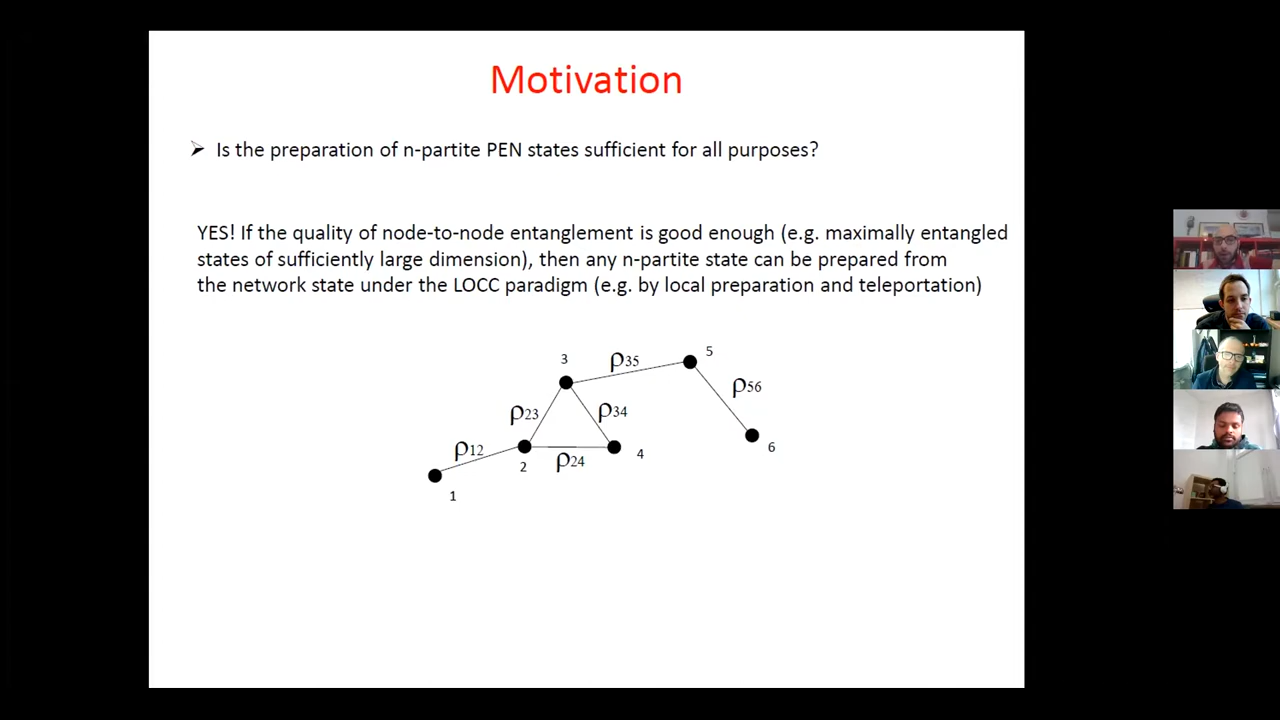 Motivation
➢ Is the preparation of n-partite PEN states sufficient for all purposes?
YES! If the quality of node-to-node entanglement is good enough (e.g. maximally entangled
states of sufficiently large dimension), then any n-partite state can be prepared from
the network state under the LOCC paradigm (e.g. by local preparation and teleportation)
3
ρ35
5
ρ23
ρ34
ρ56
ρ12
2
ρ24
4
6
1